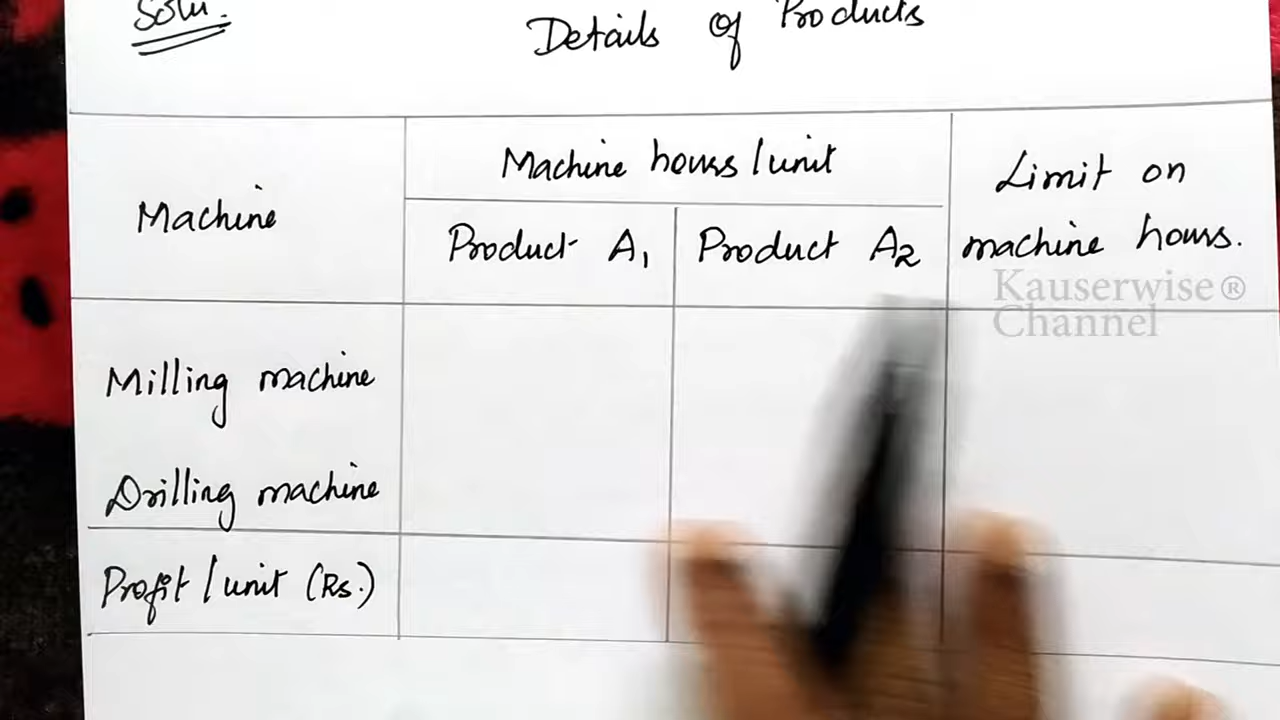 Soln.
Details of Products
Machine
Machine hours / unit
Product A1
Product A2
Limit on
machine hours.
Kauserwise®
Channel
Milling machine
Drilling machine
Profit / unit (Rs.)